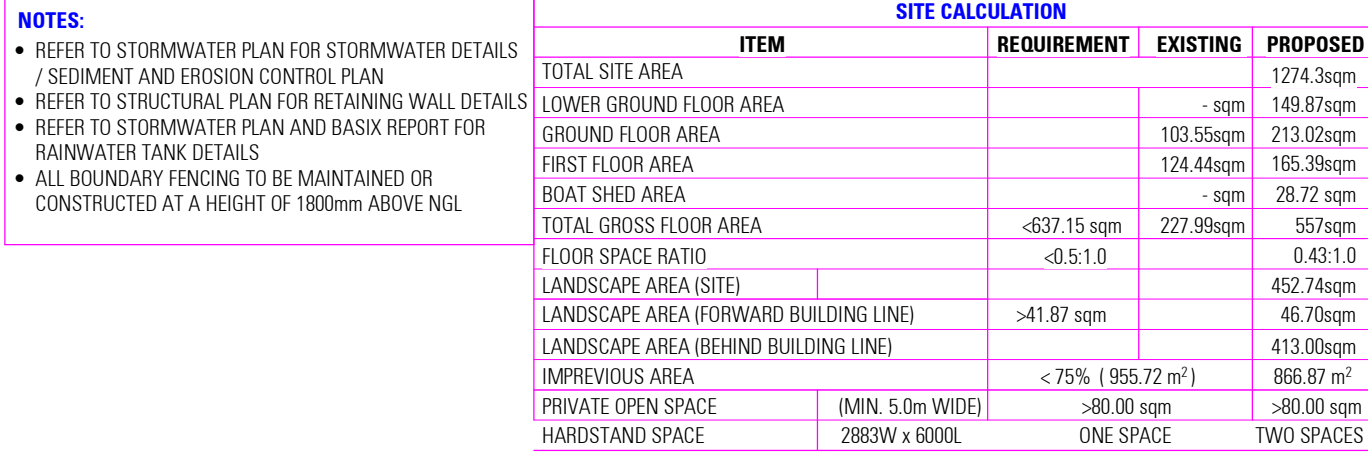 NOTES:
• REFER TO STORMWATER PLAN FOR STORMWATER DETAILS
/ SEDIMENT AND EROSION CONTROL PLAN
• REFER TO STRUCTURAL PLAN FOR RETAINING WALL DETAILS
• REFER TO STORMWATER PLAN AND BASIX REPORT FOR
RAINWATER TANK DETAILS
• ALL BOUNDARY FENCING TO BE MAINTAINED OR
CONSTRUCTED AT A HEIGHT OF 1800mm ABOVE NGL
SITE CALCULATION
ITEM REQUIREMENT EXISTING PROPOSED
TOTAL SITE AREA 1274.3sqm
LOWER GROUND FLOOR AREA - sqm 149.87sqm
GROUND FLOOR AREA 103.55sqm 213.02sqm
FIRST FLOOR AREA 124.44sqm 165.39sqm
BOAT SHED AREA - sqm 28.72 sqm
TOTAL GROSS FLOOR AREA <637.15 sqm 227.99sqm 557sqm
FLOOR SPACE RATIO <0.5:1.0 0.43:1.0
LANDSCAPE AREA (SITE) 452.74sqm
LANDSCAPE AREA (FORWARD BUILDING LINE) >41.87 sqm 46.70sqm
LANDSCAPE AREA (BEHIND BUILDING LINE) 413.00sqm
IMPREVIOUS AREA < 75% ( 955.72 m²) 866.87 m²
PRIVATE OPEN SPACE (MIN. 5.0m WIDE) >80.00 sqm >80.00 sqm
HARDSTAND SPACE 2883W x 6000L ONE SPACE TWO SPACES